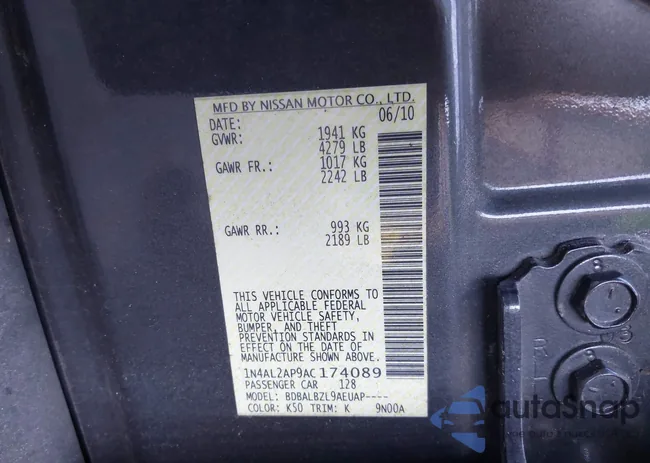 MFD BY NISSAN MOTOR CO., LTD.
DATE: 06/10
GVWR: 1941 KG
4279 LB
GAWR FR.: 1017 KG
2242 LB
GAWR RR.: 993 KG
2189 LB
THIS VEHICLE CONFORMS TO
ALL APPLICABLE FEDERAL
MOTOR VEHICLE SAFETY,
BUMPER, AND THEFT
PREVENTION STANDARDS IN
EFFECT ON THE DATE OF
MANUFACTURE SHOWN ABOVE.
1N4AL2AP9AC 174089
PASSENGER CAR 128
MODEL: BDBALBZL9AEUAP----
COLOR: K50 TRIM: K 9N00A
autoSnap